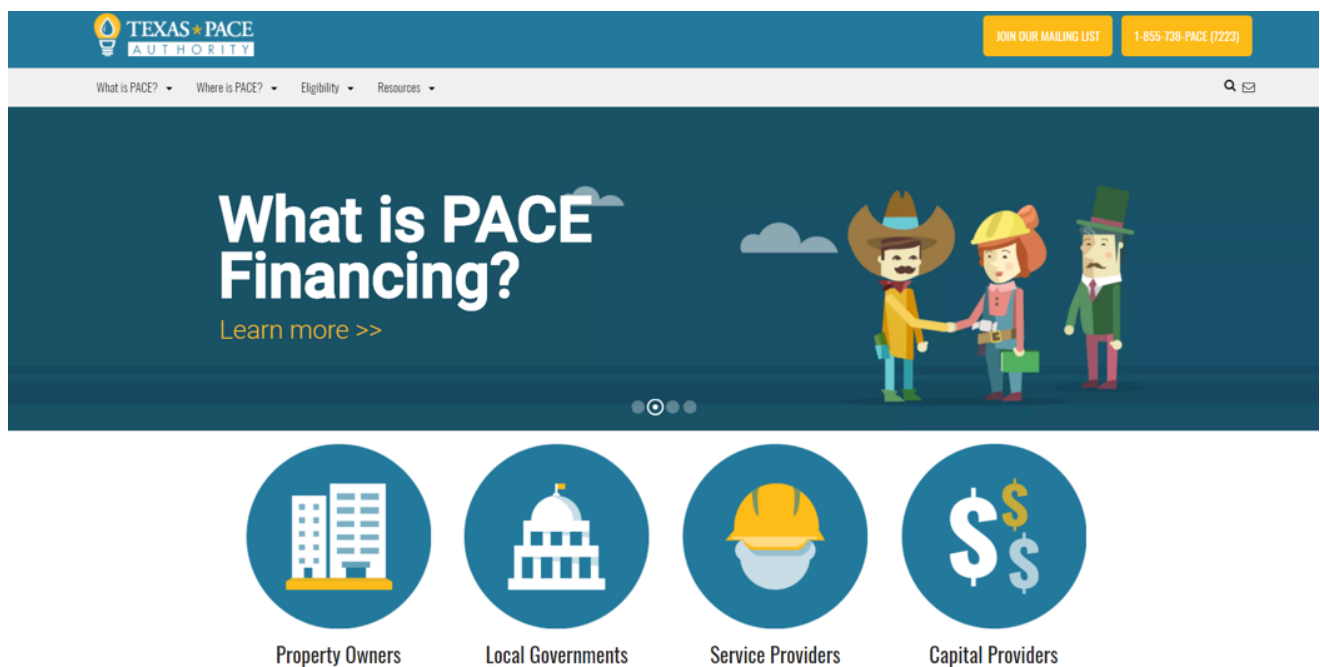 TEXAS★PACE
AUTHORITY
JOIN OUR MAILING LIST
1-855-738-PACE (7223)
What is PACE?
Where is PACE?
Eligibility
Resources
What is PACE
Financing?
Learn more >>
$
$
$
Property Owners
Local Governments
Service Providers
Capital Providers